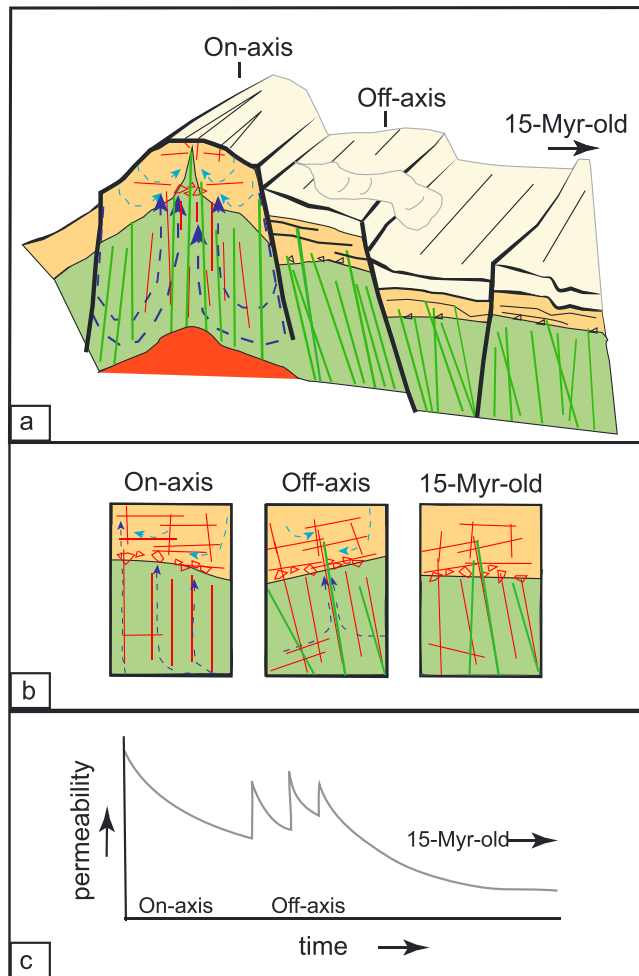 On-axis
Off-axis
15-Myr-old
a
On-axis
Off-axis
15-Myr-old
b
permeability
15-Myr-old
On-axis
Off-axis
time
c